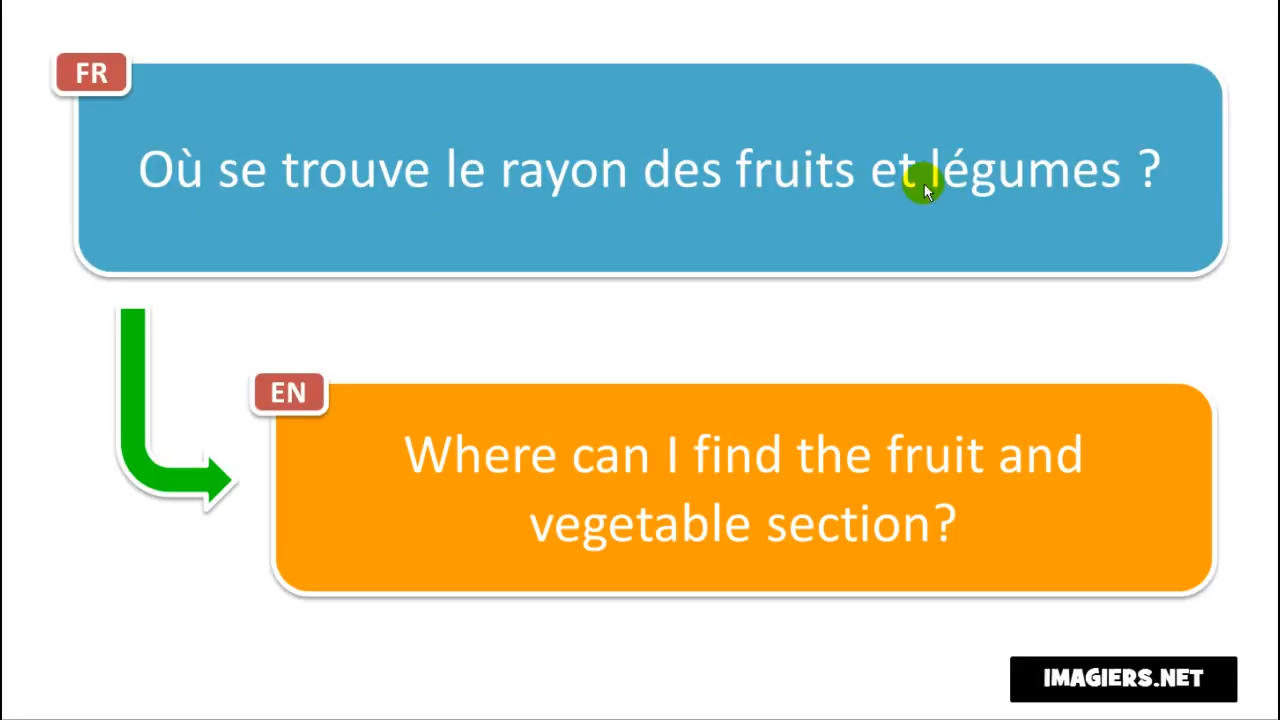 FR
Où se trouve le rayon des fruits et légumes ?
EN
Where can I find the fruit and
vegetable section?
IMAGIERS.NET